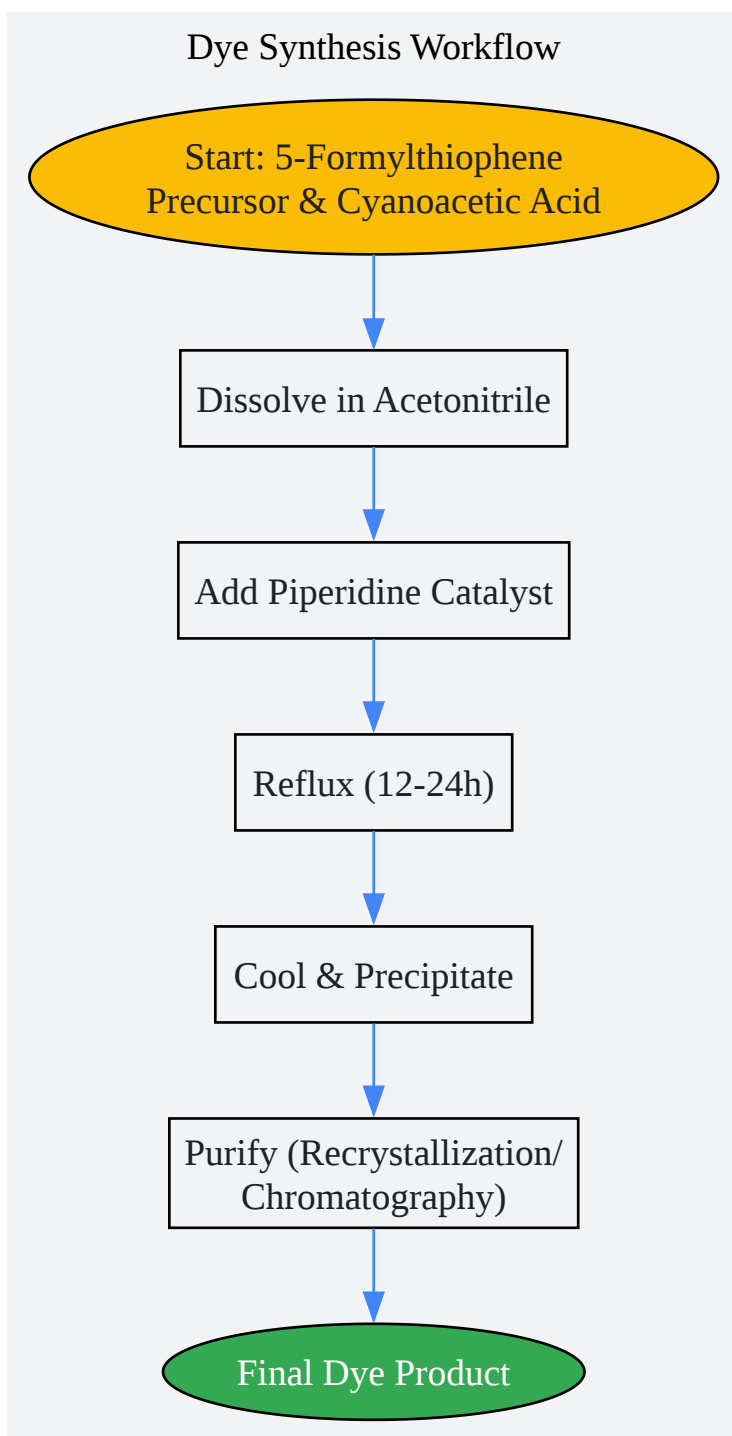 Dye Synthesis Workflow
Start: 5-Formylthiophene
Precursor & Cyanoacetic Acid
Dissolve in Acetonitrile
Add Piperidine Catalyst
Reflux (12-24h)
Cool & Precipitate
Purify (Recrystallization/
Chromatography)
Final Dye Product